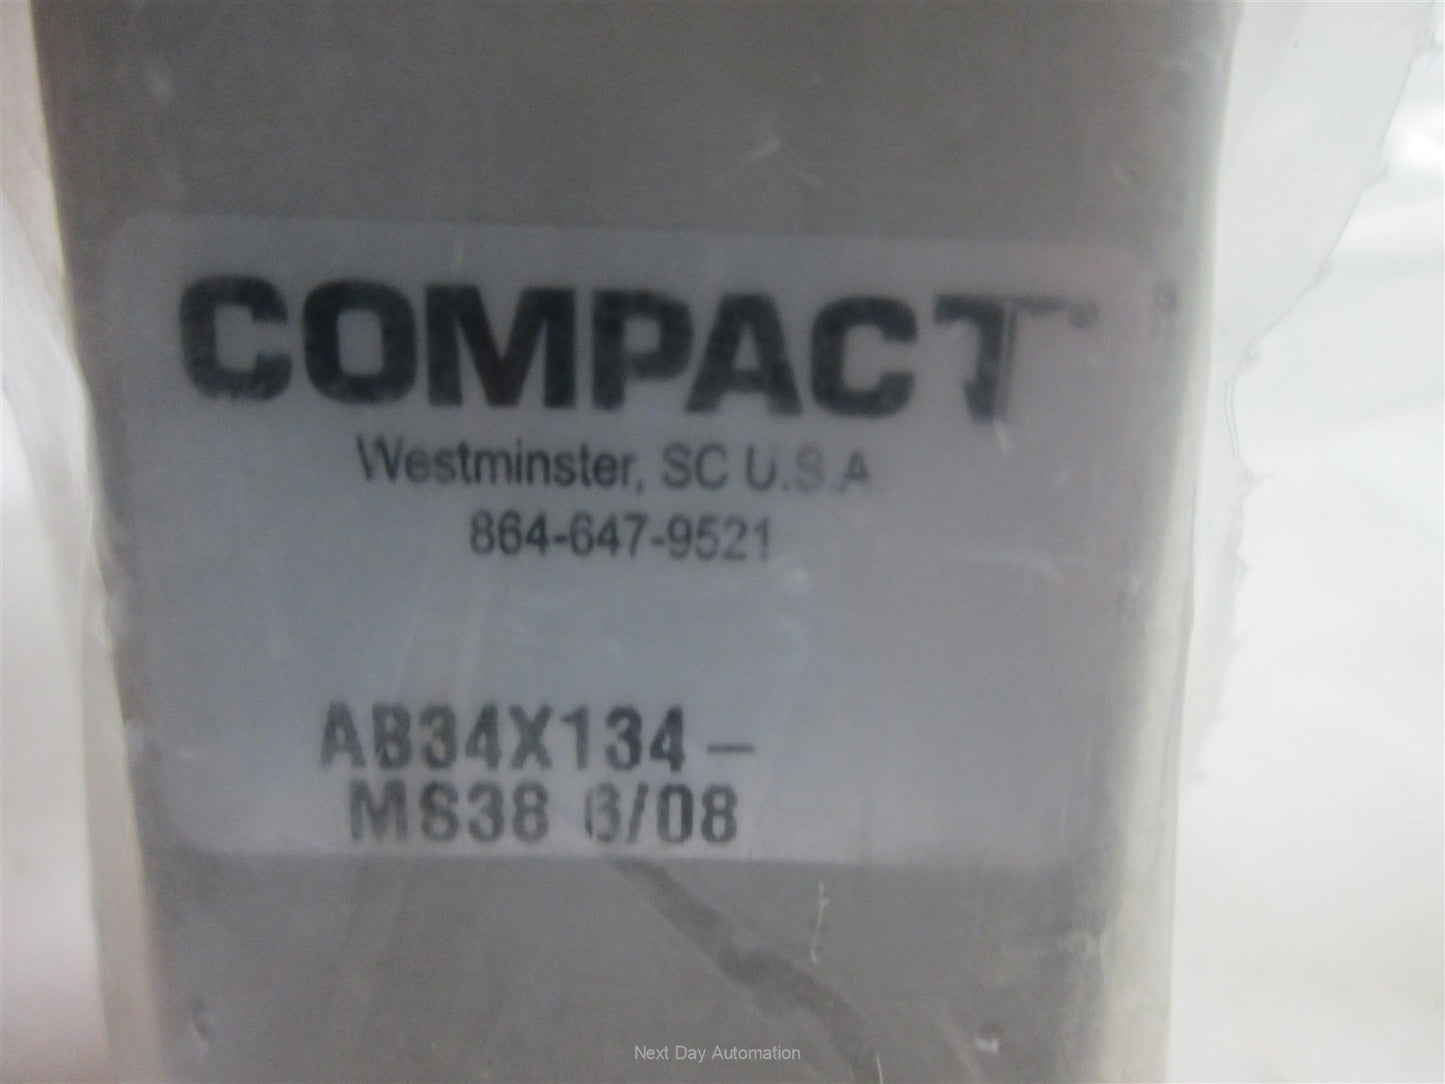 COMPACT®
Westminster, SC U.S.A
864-647-9521
AB34X134 -
MS38 6/08
Next Day Automation